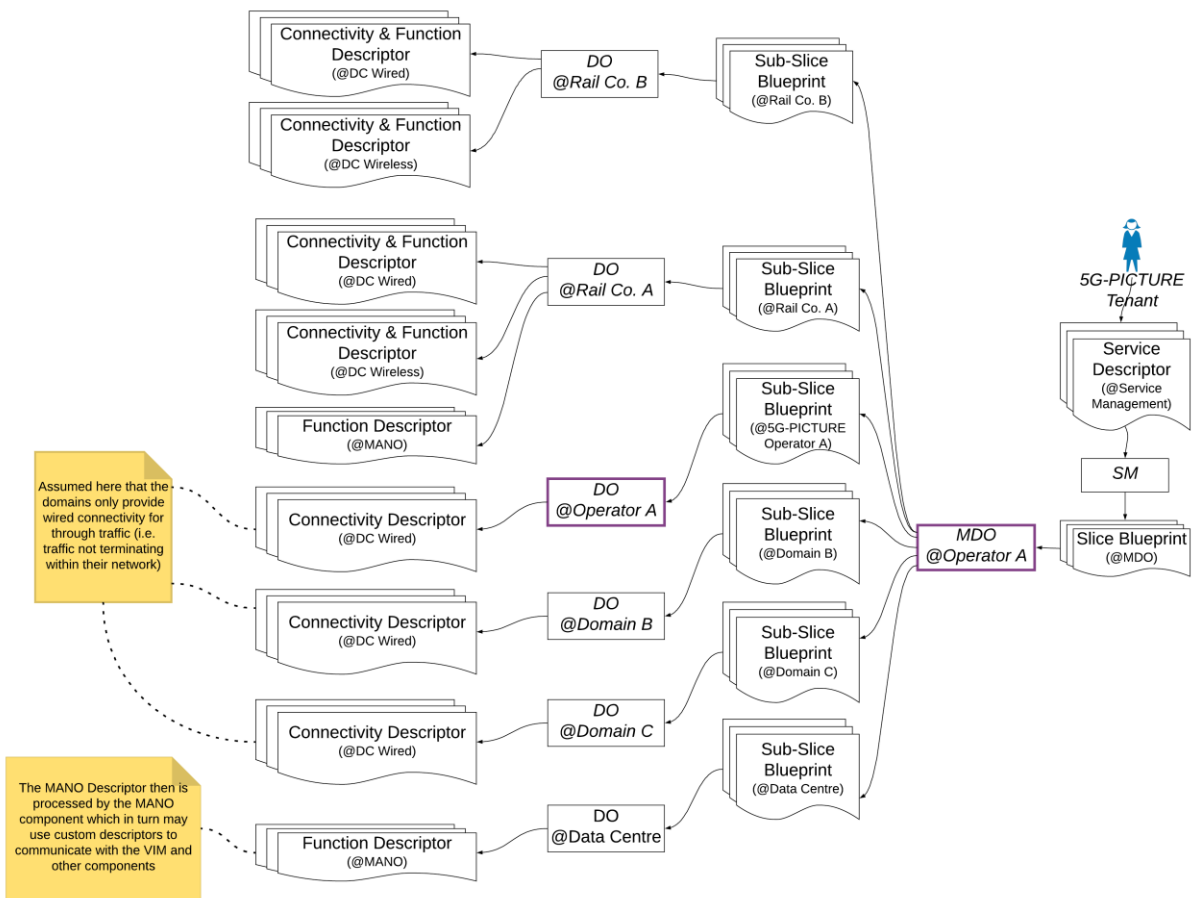 Connectivity & Function
Descriptor
(@DC Wired)
DO
@Rail Co. B
Sub-Slice
Blueprint
(@Rail Co. B)
Connectivity & Function
Descriptor
(@DC Wireless)
Connectivity & Function
Descriptor
(@DC Wired)
DO
@Rail Co. A
Sub-Slice
Blueprint
(@Rail Co. A)
5G-PICTURE
Tenant
Connectivity & Function
Descriptor
(@DC Wireless)
Service
Descriptor
(@Service
Management)
Sub-Slice
Blueprint
(@5G-PICTURE
Operator A)
Function Descriptor
(@MANO)
SM
Assumed here that the
domains only provide
wired connectivity for
through traffic (i.e.
traffic not terminating
within their network)
Connectivity Descriptor
(@DC Wired)
DO
@Operator A
Sub-Slice
Blueprint
(@Domain B)
MDO
@Operator A
Slice Blueprint
(@MDO)
Connectivity Descriptor
(@DC Wired)
DO
@Domain B
Sub-Slice
Blueprint
(@Domain C)
Connectivity Descriptor
(@DC Wired)
DO
@Domain C
Sub-Slice
Blueprint
(@Data Centre)
The MANO Descriptor then is
processed by the MANO
component which in turn may
use custom descriptors to
communicate with the VIM and
other components
Function Descriptor
(@MANO)
DO
@Data Centre